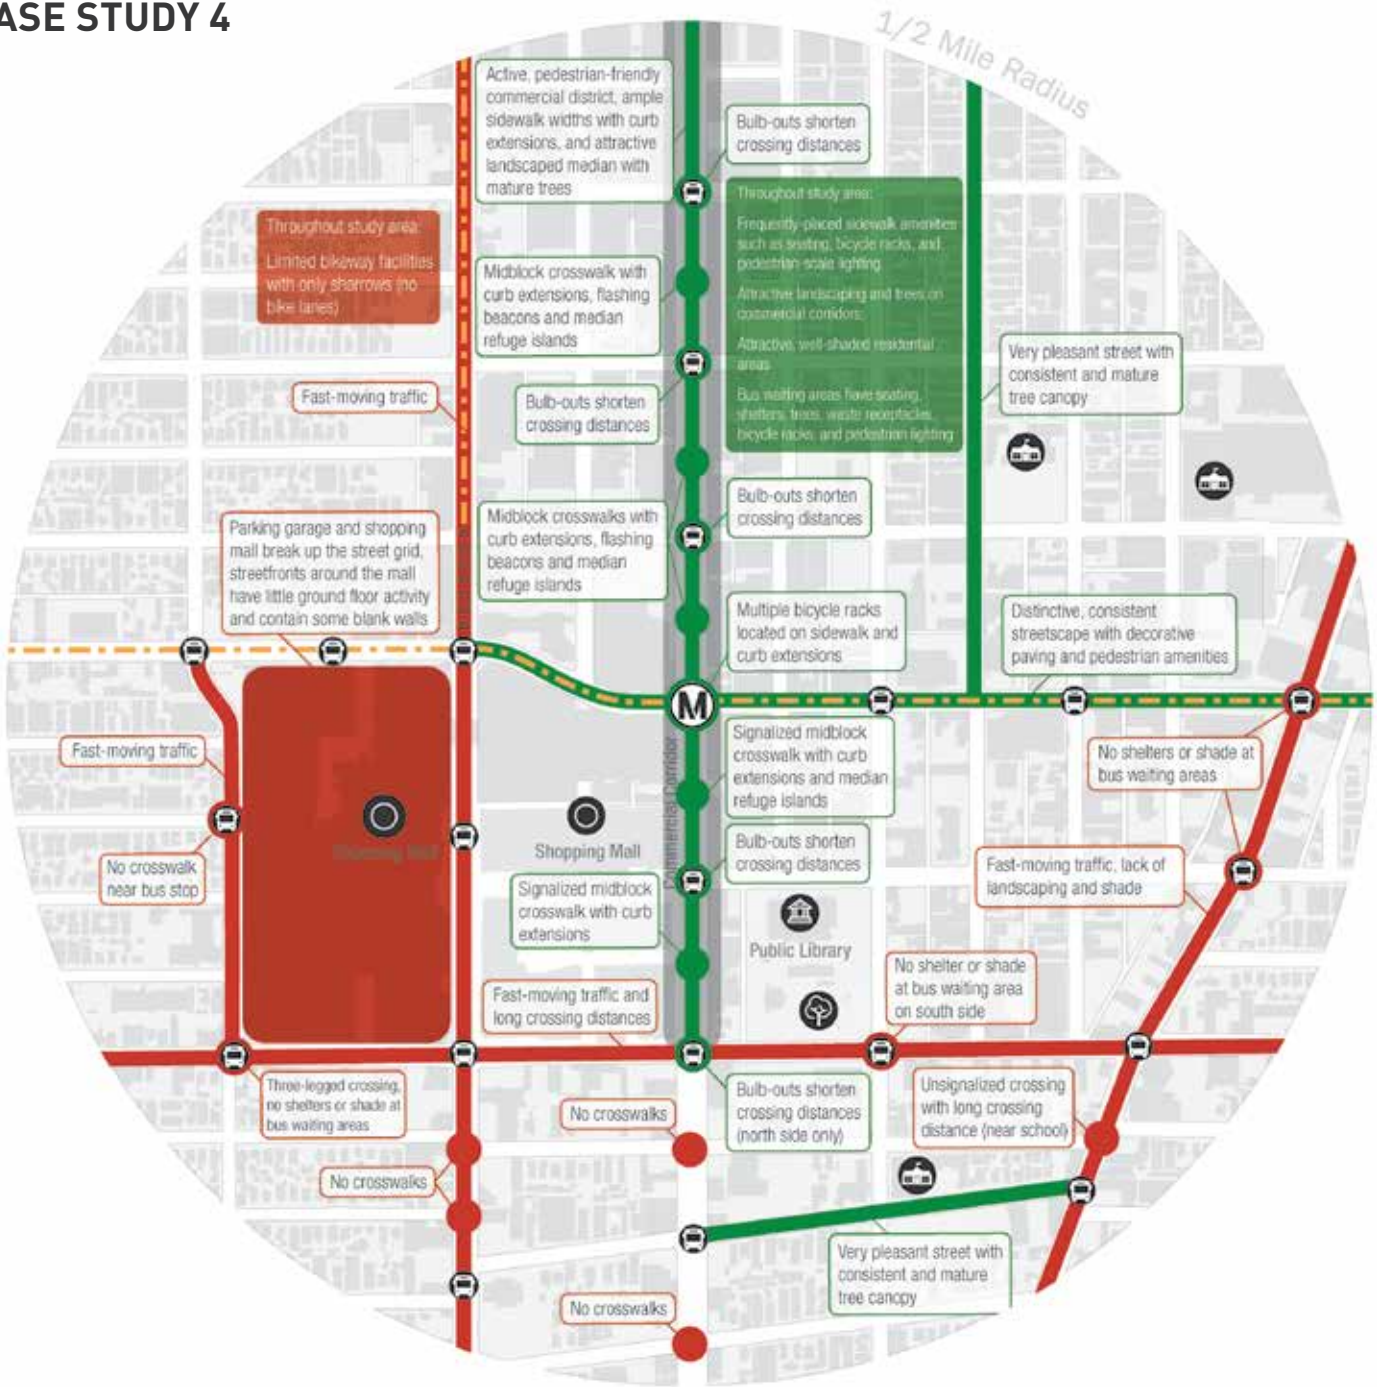 ASE STUDY 4
1/2 Mile Radius
Active, pedestrian-friendly
commercial district, ample
sidewalk widths with curb
extensions, and attractive
landscaped median with
mature trees
Bulb-outs shorten
crossing distances
Throughout study area:
Limited bikeway facilities
with only sharrows (no
bike lanes)
Throughout study area:
Frequently-placed sidewalk amenities
such as seating, bicycle racks, and
pedestrian-scale lighting
Attractive landscaping and trees on
commercial corridors;
Attractive, well-shaded residential
areas
Bus waiting areas have seating,
shelters, trees, waste receptacles,
bicycle racks, and pedestrian lighting
Midblock crosswalk with
curb extensions, flashing
beacons and median
refuge islands
Very pleasant street with
consistent and mature
tree canopy
Fast-moving traffic
Bulb-outs shorten
crossing distances
Bulb-outs shorten
crossing distances
Parking garage and shopping
mall break up the street grid,
streetfronts around the mall
have little ground floor activity
and contain some blank walls
Midblock crosswalks with
curb extensions, flashing
beacons and median
refuge islands
Multiple bicycle racks
located on sidewalk and
curb extensions
Distinctive, consistent
streetscape with decorative
paving and pedestrian amenities
M
Fast-moving traffic
Signalized midblock
crosswalk with curb
extensions and median
refuge islands
No shelters or shade at
bus waiting areas
Commercial Corridor
Shopping Mall
Shopping Mall
Bulb-outs shorten
crossing distances
No crosswalk
near bus stop
Fast-moving traffic, lack of
landscaping and shade
Signalized midblock
crosswalk with curb
extensions
Public Library
No shelter or shade
at bus waiting area
on south side
Fast-moving traffic and
long crossing distances
Three-legged crossing,
no shelters or shade at
bus waiting areas
Bulb-outs shorten
crossing distances
(north side only)
Unsignalized crossing
with long crossing
distance (near school)
No crosswalks
No crosswalks
Very pleasant street with
consistent and mature
tree canopy
No crosswalks